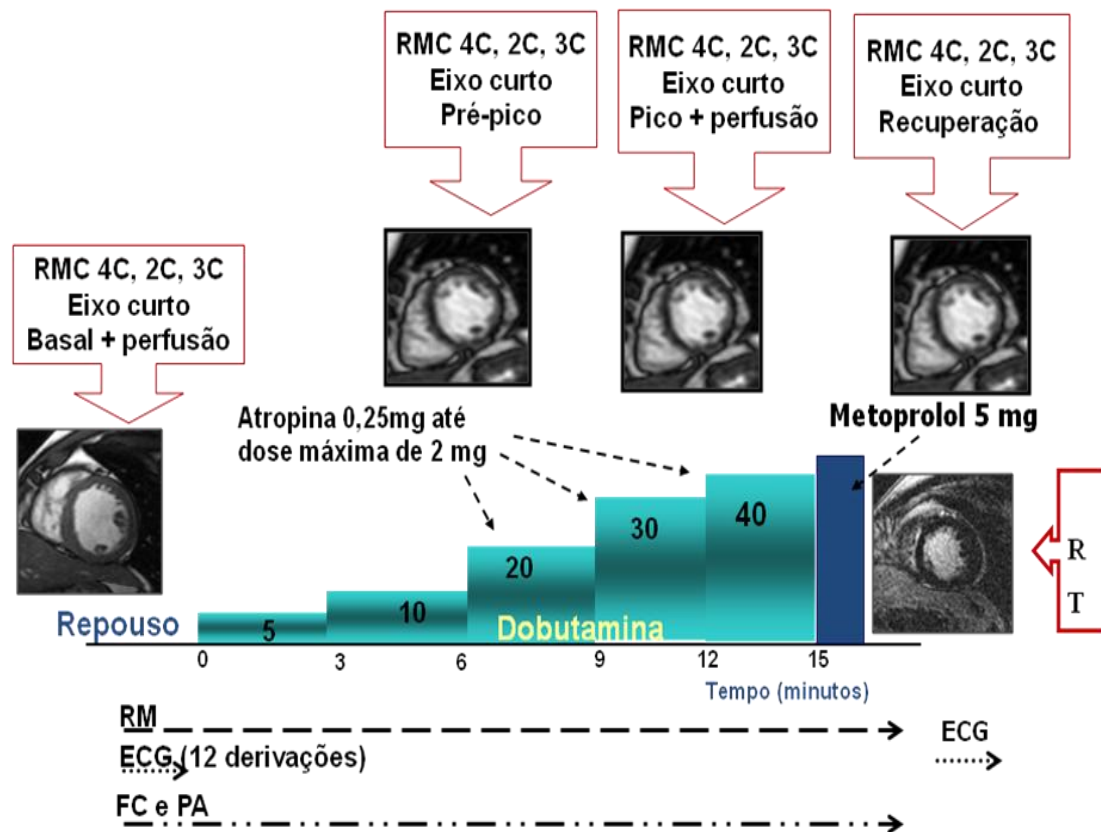 RMC 4C, 2C, 3C
Eixo curto
Pré-pico
RMC 4C, 2C, 3C
Eixo curto
Pico + perfusão
RMC 4C, 2C, 3C
Eixo curto
Recuperação
RMC 4C, 2C, 3C
Eixo curto
Basal + perfusão
Atropina 0,25mg até
dose máxima de 2 mg
Metoprolol 5 mg
Repouso
5
10
20
30
40
Dobutamina
R
T
0
3
6
9
12
15
Tempo (minutos)
RM
ECG (12 derivações)
ECG
FC e PA